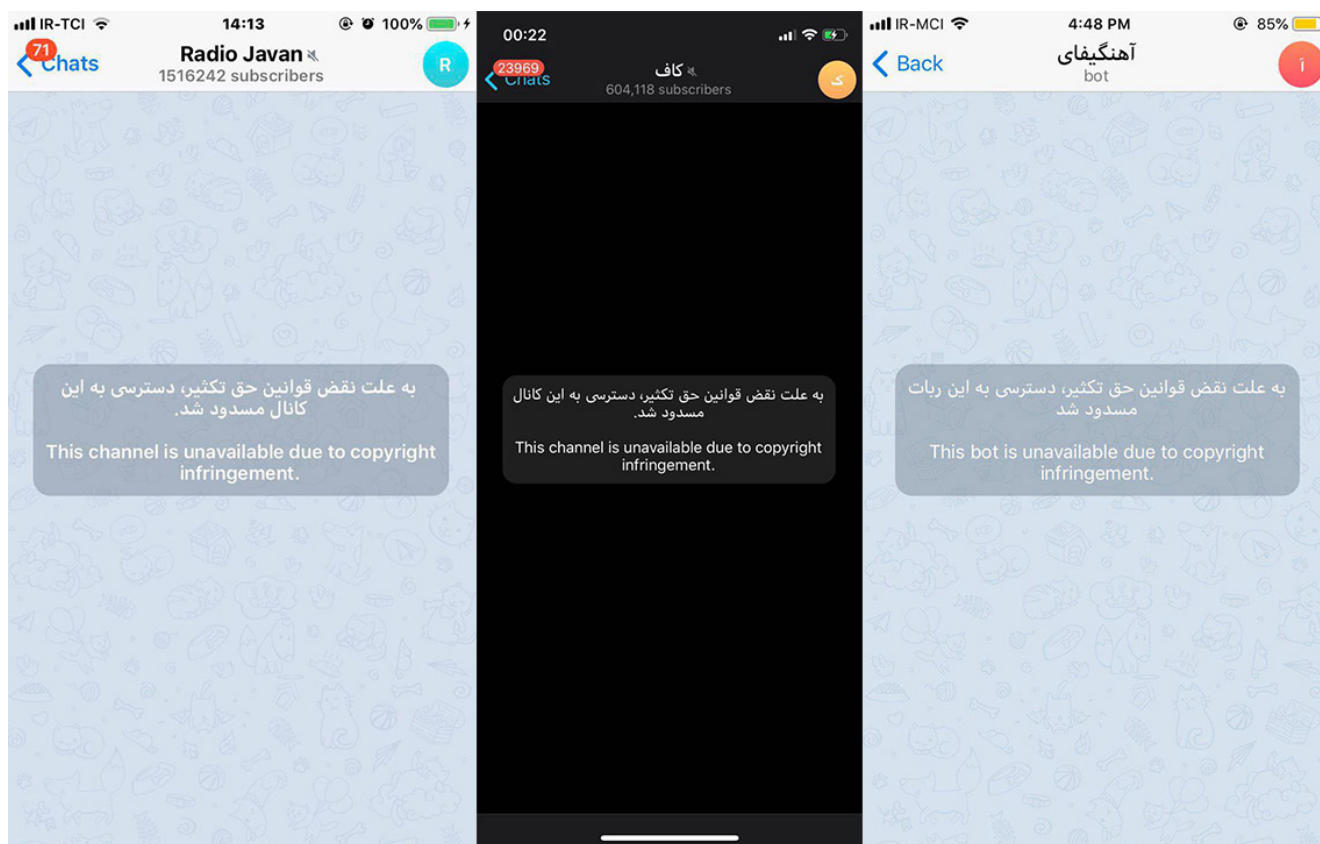 IR-TCI
14:13
100%
71
Chats
Radio Javan
1516242 subscribers
R
به علت نقض قوانین حق تکثیر، دسترسی به این
کانال مسدود شد.
This channel is unavailable due to copyright
infringement.
00:22
23969
Chats
کاف
604,118 subscribers
ک
به علت نقض قوانین حق تکثیر، دسترسی به این کانال
مسدود شد.
This channel is unavailable due to copyright
infringement.
IR-MCI
4:48 PM
85%
Back
آهنگیفای
bot
آ
به علت نقض قوانین حق تکثیر، دسترسی به این ربات
مسدود شد
This bot is unavailable due to copyright
infringement.